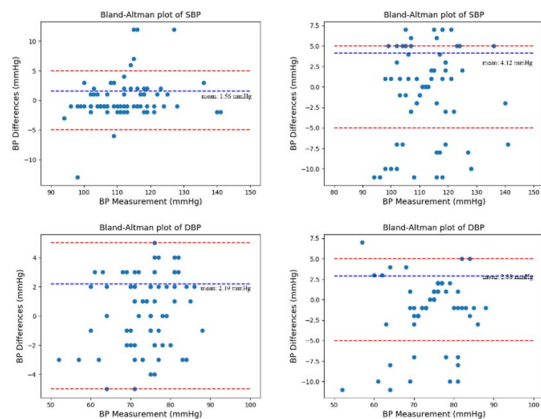 Bland-Altman plot of SBP
BP Differences (mmHg)
10
5
0
−5
−10
mean: 1.56 mmHg
100 110 120 130 140 150
BP Measurement (mmHg)
Bland-Altman plot of SBP
BP Differences (mmHg)
7.5
5.0
2.5
0.0
−2.5
−5.0
−7.5
−10.0
mean: 4.12 mmHg
80 90 100 110 120 130 140 150
BP Measurement (mmHg)
Bland-Altman plot of DBP
BP Differences (mmHg)
4
2
0
−2
−4
mean: 2.19 mmHg
50 60 70 80 90 100
BP Measurement (mmHg)
Bland-Altman plot of DBP
BP Differences (mmHg)
7.5
5.0
2.5
0.0
−2.5
−5.0
−7.5
−10.0
mean: mmHg
50 60 70 80 90 100
BP Measurement (mmHg)